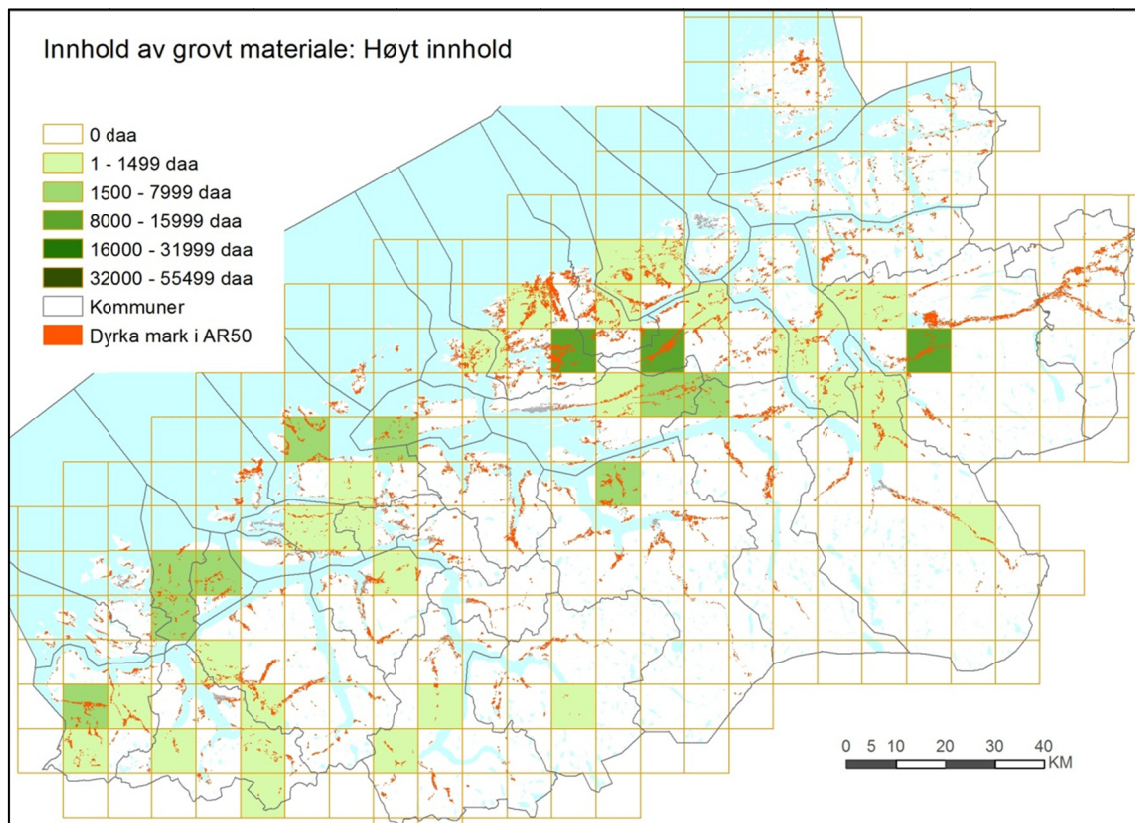 Innhold av grovt materiale: Høyt innhold
0 daa
1 - 1499 daa
1500 - 7999 daa
8000 - 15999 daa
16000 - 31999 daa
32000 - 55499 daa
Kommuner
Dyrka mark i AR50
0 5 10 20 30 40
KM